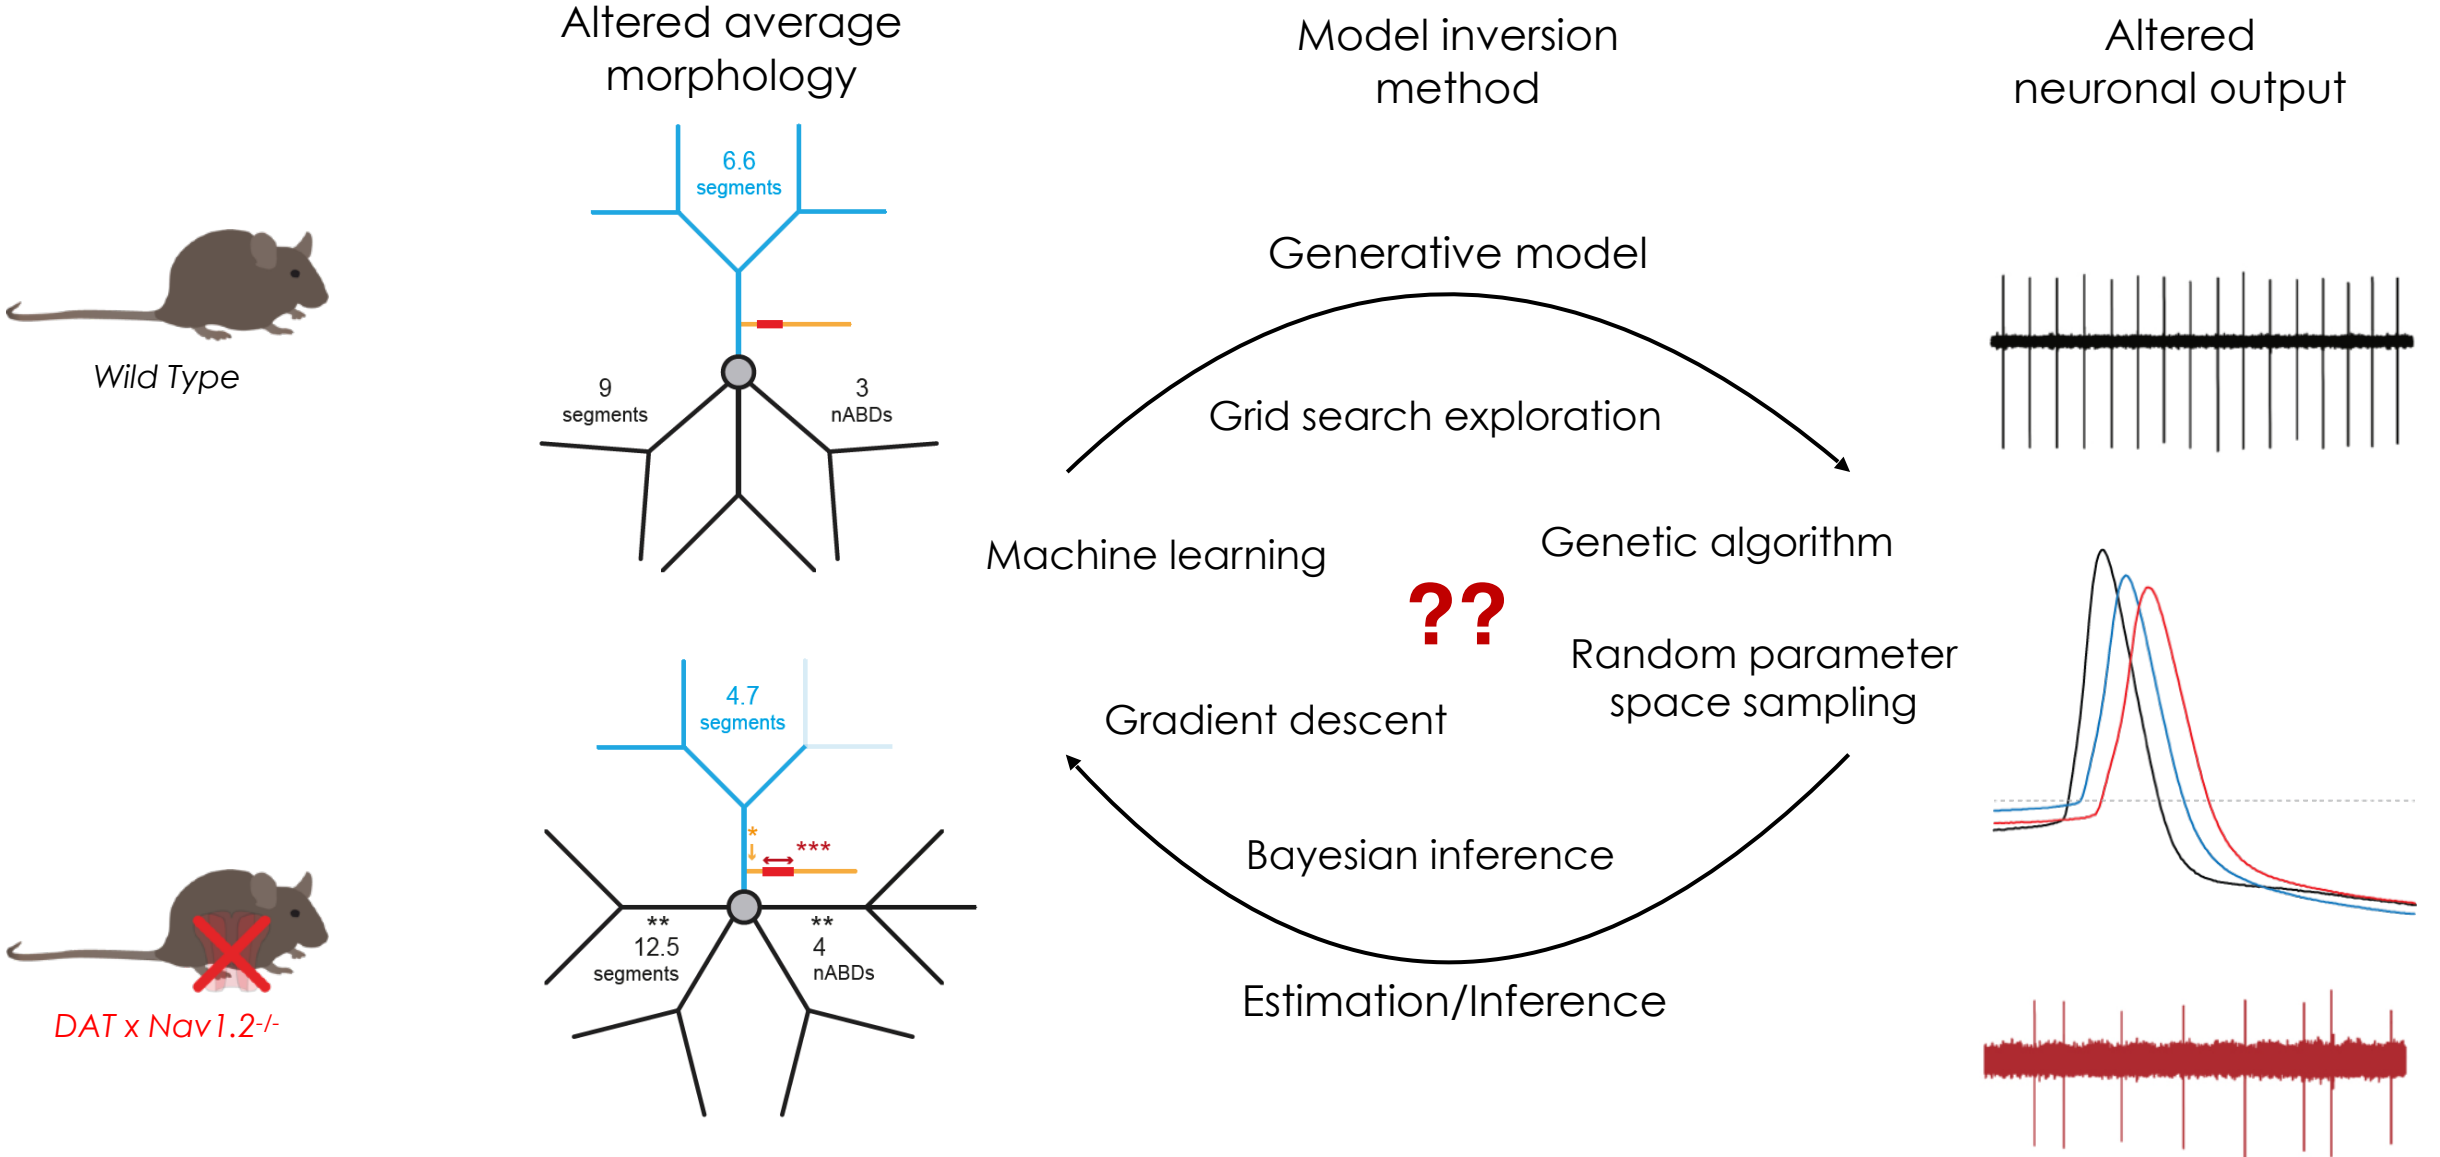 Altered average
morphology
Model inversion
method
Altered
neuronal output
6.6
segments
Generative model
Wild Type
9
segments
3
nABDs
Grid search exploration
Machine learning
Genetic algorithm
??
Random parameter
space sampling
4.7
segments
Gradient descent
*
***
Bayesian inference
**
12.5
segments
**
4
nABDs
Estimation/Inference
DAT x Nav1.2-/-